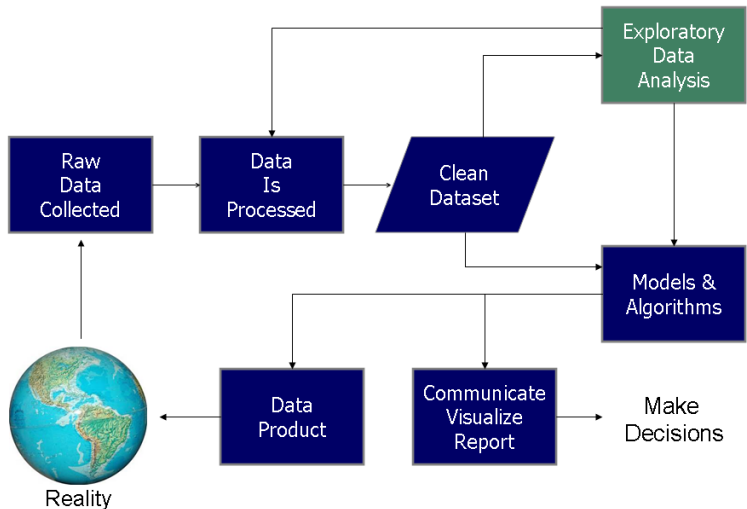 Exploratory
Data
Analysis
Raw
Data
Collected
Data
Is
Processed
Clean
Dataset
Models &
Algorithms
Data
Product
Communicate
Visualize
Report
Make
Decisions
Reality